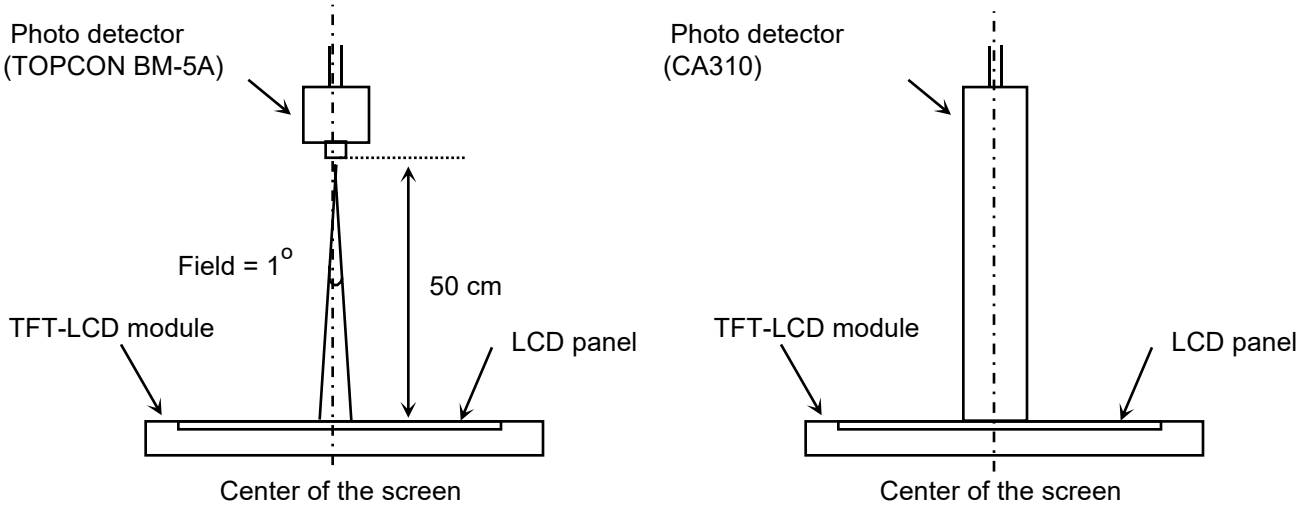 Photo detector
(TOPCON BM-5A)
Field = 1o
50 cm
TFT-LCD module
LCD panel
Center of the screen
Photo detector
(CA310)
TFT-LCD module
LCD panel
Center of the screen